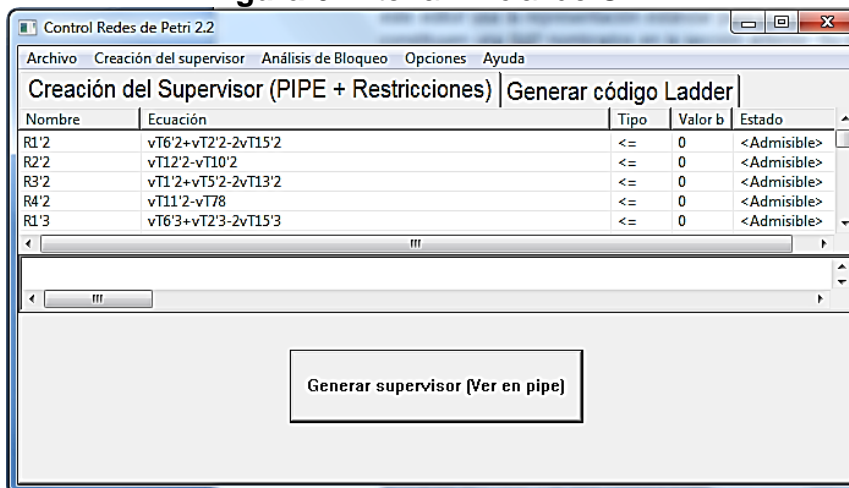 Control Redes de Petri 2.2
Archivo Creación del supervisor Análisis de Bloqueo Opciones Ayuda
Creación del Supervisor (PIPE + Restricciones) Generar código Ladder
Nombre Ecuación Tipo Valor b Estado
R1'2 vT6'2+vT2'2-2vT15'2 <= 0 <Admisible>
R2'2 vT12'2-vT10'2 <= 0 <Admisible>
R3'2 vT1'2+vT5'2-2vT13'2 <= 0 <Admisible>
R4'2 vT11'2-vT78 <= 0 <Admisible>
R1'3 vT6'3+vT2'3-2vT15'3 <= 0 <Admisible>
Generar supervisor (Ver en pipe)